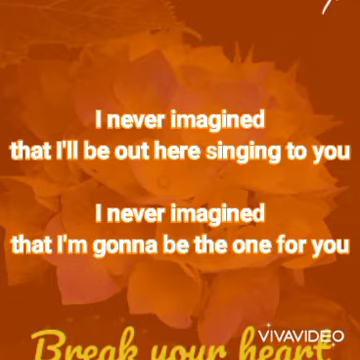 I never imagined
that I'll be out here singing to you
I never imagined
that I'm gonna be the one for you
VIVAVIDEO
Break your heart